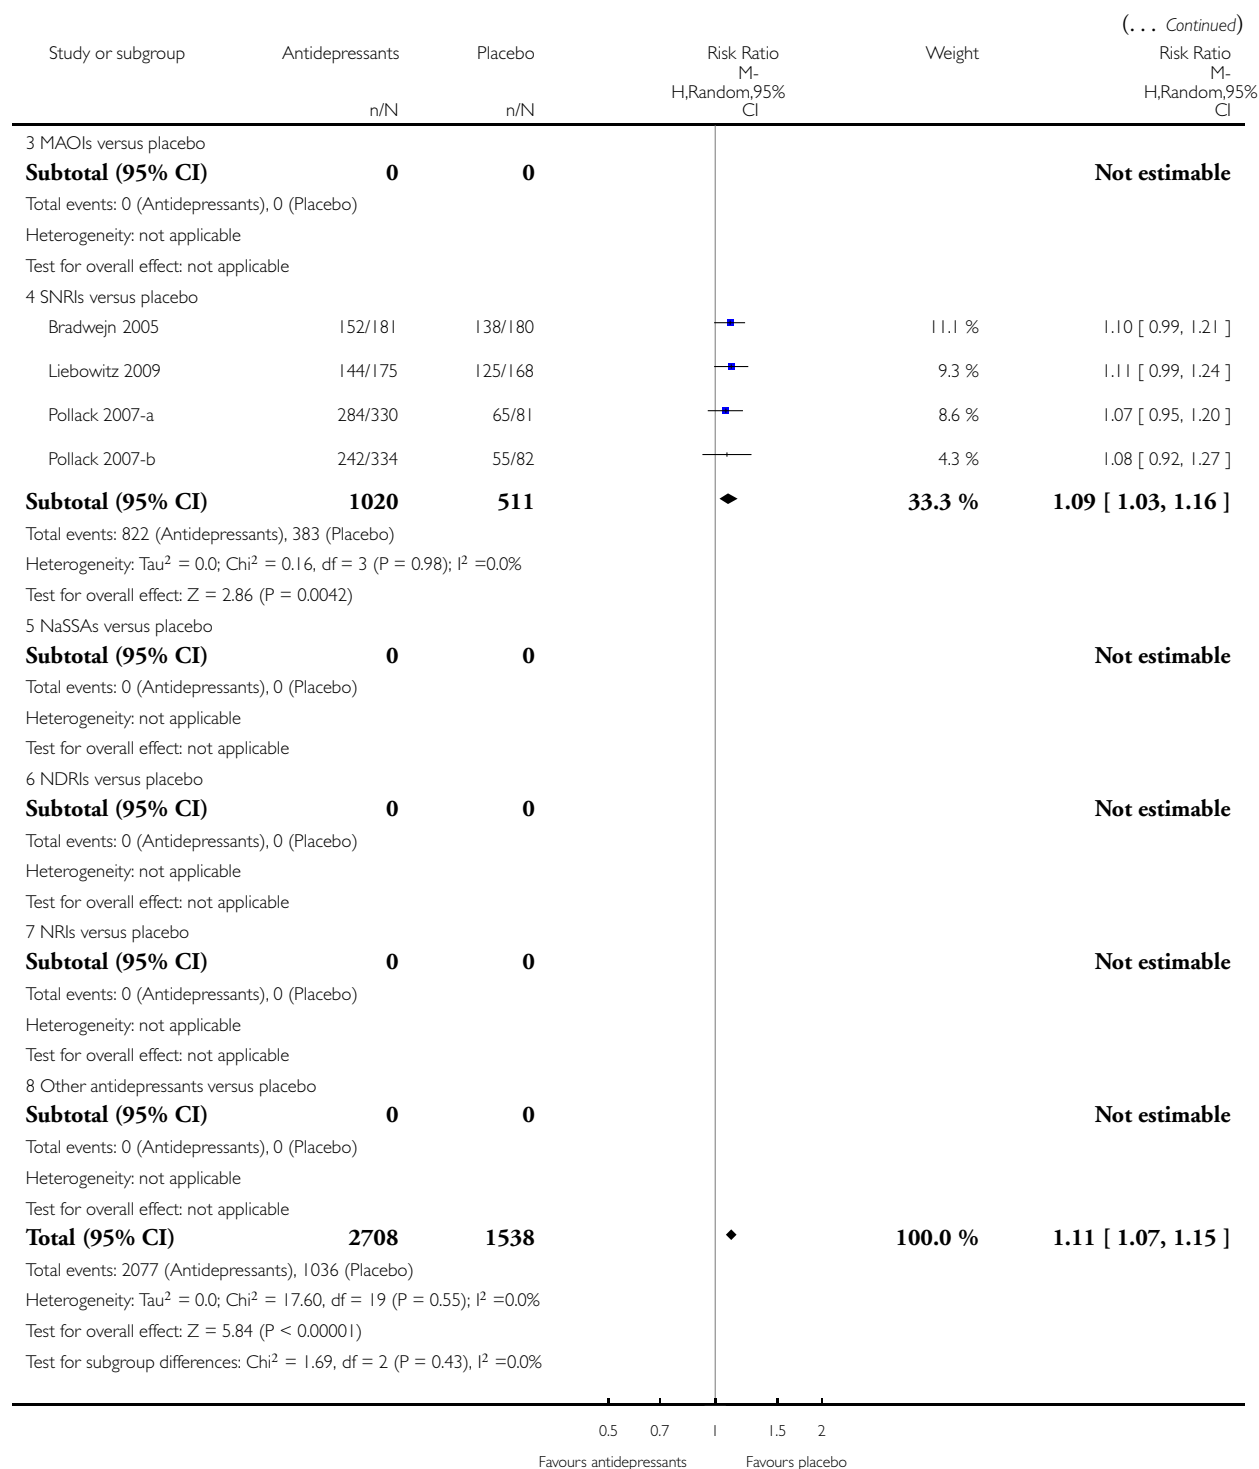 (... Continued)
Study or subgroup Antidepressants Placebo Risk Ratio Weight Risk Ratio
M- M-
H,Random,95% H,Random,95%
n/N n/N CI CI
3 MAOIs versus placebo
Subtotal (95% CI) 0 0 Not estimable
Total events: 0 (Antidepressants), 0 (Placebo)
Heterogeneity: not applicable
Test for overall effect: not applicable
4 SNRIs versus placebo
Bradwejn 2005 152/181 138/180 11.1 % 1.10 [ 0.99, 1.21 ]
Liebowitz 2009 144/175 125/168 9.3 % 1.11 [ 0.99, 1.24 ]
Pollack 2007-a 284/330 65/81 8.6 % 1.07 [ 0.95, 1.20 ]
Pollack 2007-b 242/334 55/82 4.3 % 1.08 [ 0.92, 1.27 ]
Subtotal (95% CI) 1020 511 33.3 % 1.09 [ 1.03, 1.16 ]
Total events: 822 (Antidepressants), 383 (Placebo)
Heterogeneity: Tau² = 0.0; Chi² = 0.16, df = 3 (P = 0.98); I² =0.0%
Test for overall effect: Z = 2.86 (P = 0.0042)
5 NaSSAs versus placebo
Subtotal (95% CI) 0 0 Not estimable
Total events: 0 (Antidepressants), 0 (Placebo)
Heterogeneity: not applicable
Test for overall effect: not applicable
6 NDRIs versus placebo
Subtotal (95% CI) 0 0 Not estimable
Total events: 0 (Antidepressants), 0 (Placebo)
Heterogeneity: not applicable
Test for overall effect: not applicable
7 NRIs versus placebo
Subtotal (95% CI) 0 0 Not estimable
Total events: 0 (Antidepressants), 0 (Placebo)
Heterogeneity: not applicable
Test for overall effect: not applicable
8 Other antidepressants versus placebo
Subtotal (95% CI) 0 0 Not estimable
Total events: 0 (Antidepressants), 0 (Placebo)
Heterogeneity: not applicable
Test for overall effect: not applicable
Total (95% CI) 2708 1538 100.0 % 1.11 [ 1.07, 1.15 ]
Total events: 2077 (Antidepressants), 1036 (Placebo)
Heterogeneity: Tau² = 0.0; Chi² = 17.60, df = 19 (P = 0.55); I² =0.0%
Test for overall effect: Z = 5.84 (P < 0.00001)
Test for subgroup differences: Chi² = 1.69, df = 2 (P = 0.43), I² =0.0%
0.5 0.7 1 1.5 2
Favours antidepressants Favours placebo